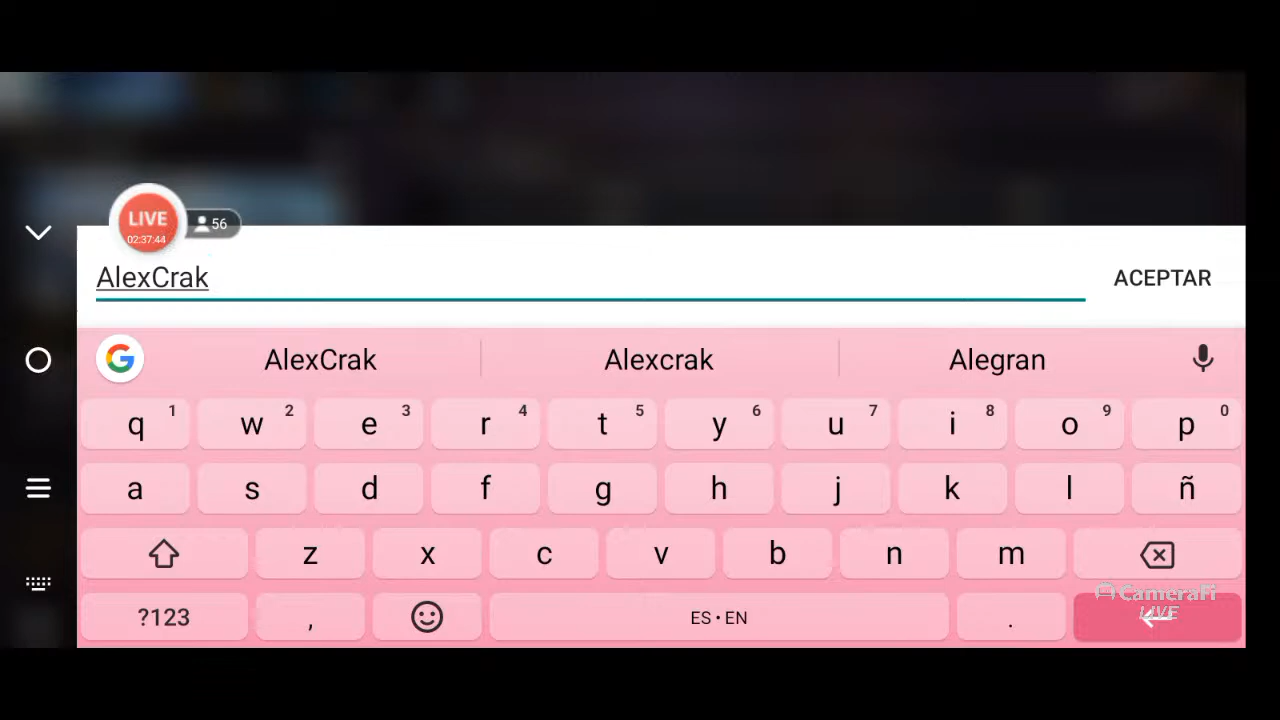 LIVE
02:37:44
56
AlexCrak
ACEPTAR
AlexCrak Alexcrak Alegran
q 1 w 2 e 3 r 4 t 5 y 6 u 7 i 8 o 9 p 0
a s d f g h j k l ñ
z x c v b n m
CameraFi
LIVE
?123 , ES • EN .